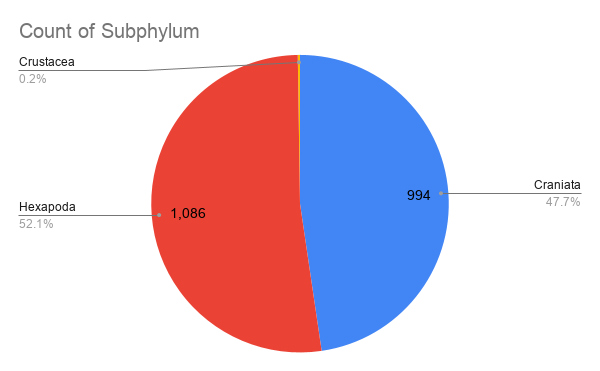 Count of Subphylum
Crustacea
0.2%
Craniata
47.7%
994
Hexapoda
52.1%
1,086